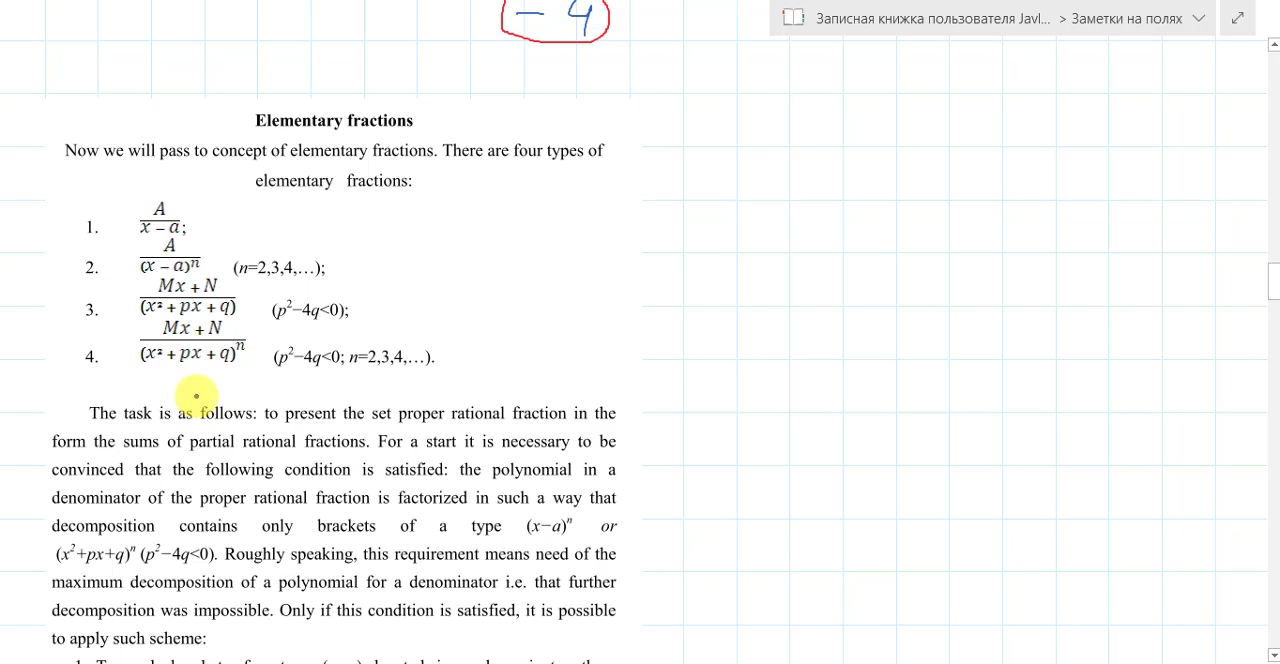 − 4
Записная книжка пользователя Javl... > Заметки на полях
Elementary fractions
Now we will pass to concept of elementary fractions. There are four types of
elementary fractions:
1. A/(x − a);
2. A/(x − a)ⁿ (n=2,3,4,…);
3. (Mx + N)/(x² + px + q) (p²−4q<0);
4. (Mx + N)/(x² + px + q)ⁿ (p²−4q<0; n=2,3,4,…).
The task is as follows: to present the set proper rational fraction in the
form the sums of partial rational fractions. For a start it is necessary to be
convinced that the following condition is satisfied: the polynomial in a
denominator of the proper rational fraction is factorized in such a way that
decomposition contains only brackets of a type (x−a)ⁿ or
(x²+px+q)ⁿ (p²−4q<0). Roughly speaking, this requirement means need of the
maximum decomposition of a polynomial for a denominator i.e. that further
decomposition was impossible. Only if this condition is satisfied, it is possible
to apply such scheme: